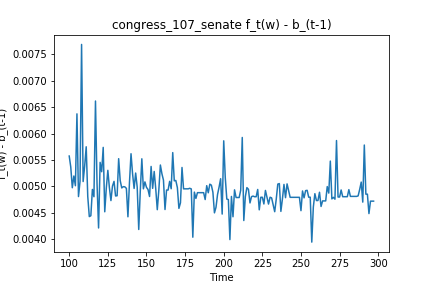 congress_107_senate f_t(w) - b_(t-1)
f_t(w) - b_(t-1)
0.0075
0.0070
0.0065
0.0060
0.0055
0.0050
0.0045
0.0040
100 125 150 175 200 225 250 275 300
Time